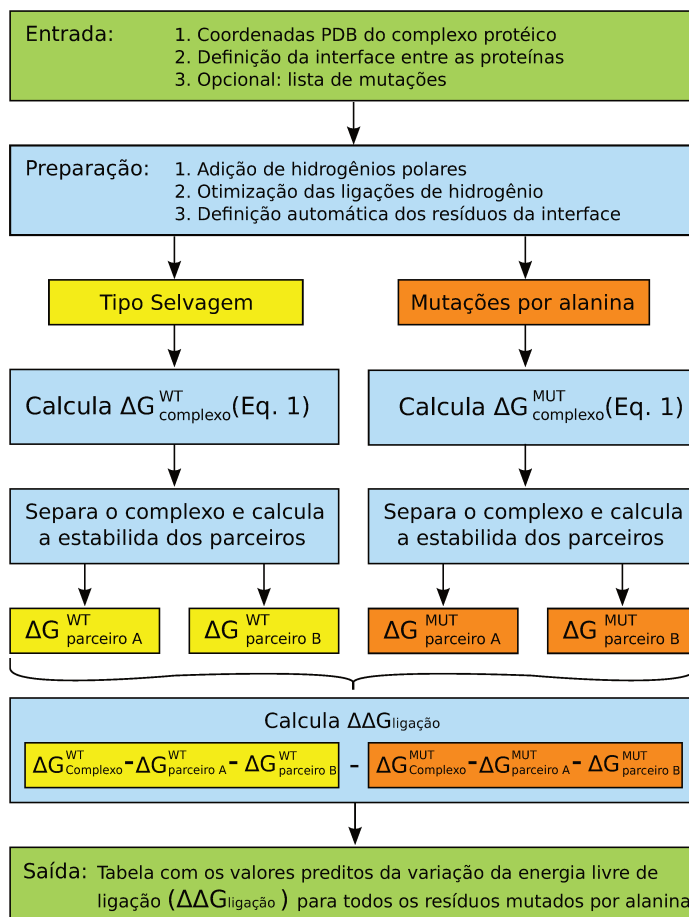 Entrada: 1. Coordenadas PDB do complexo protéico
2. Definição da interface entre as proteínas
3. Opcional: lista de mutações
Preparação: 1. Adição de hidrogênios polares
2. Otimização das ligações de hidrogênio
3. Definição automática dos resíduos da interface
Tipo Selvagem
Mutações por alanina
Calcula ΔG WT complexo (Eq. 1)
Calcula ΔG MUT complexo (Eq. 1)
Separa o complexo e calcula
a estabilida dos parceiros
Separa o complexo e calcula
a estabilida dos parceiros
ΔG WT parceiro A
ΔG WT parceiro B
ΔG MUT parceiro A
ΔG MUT parceiro B
Calcula ΔΔG ligação
ΔG WT Complexo - ΔG WT parceiro A - ΔG WT parceiro B - ΔG MUT Complexo - ΔG MUT parceiro A - ΔG MUT parceiro B
Saída: Tabela com os valores preditos da variação da energia livre de
ligação (ΔΔG ligação ) para todos os resíduos mutados por alanina